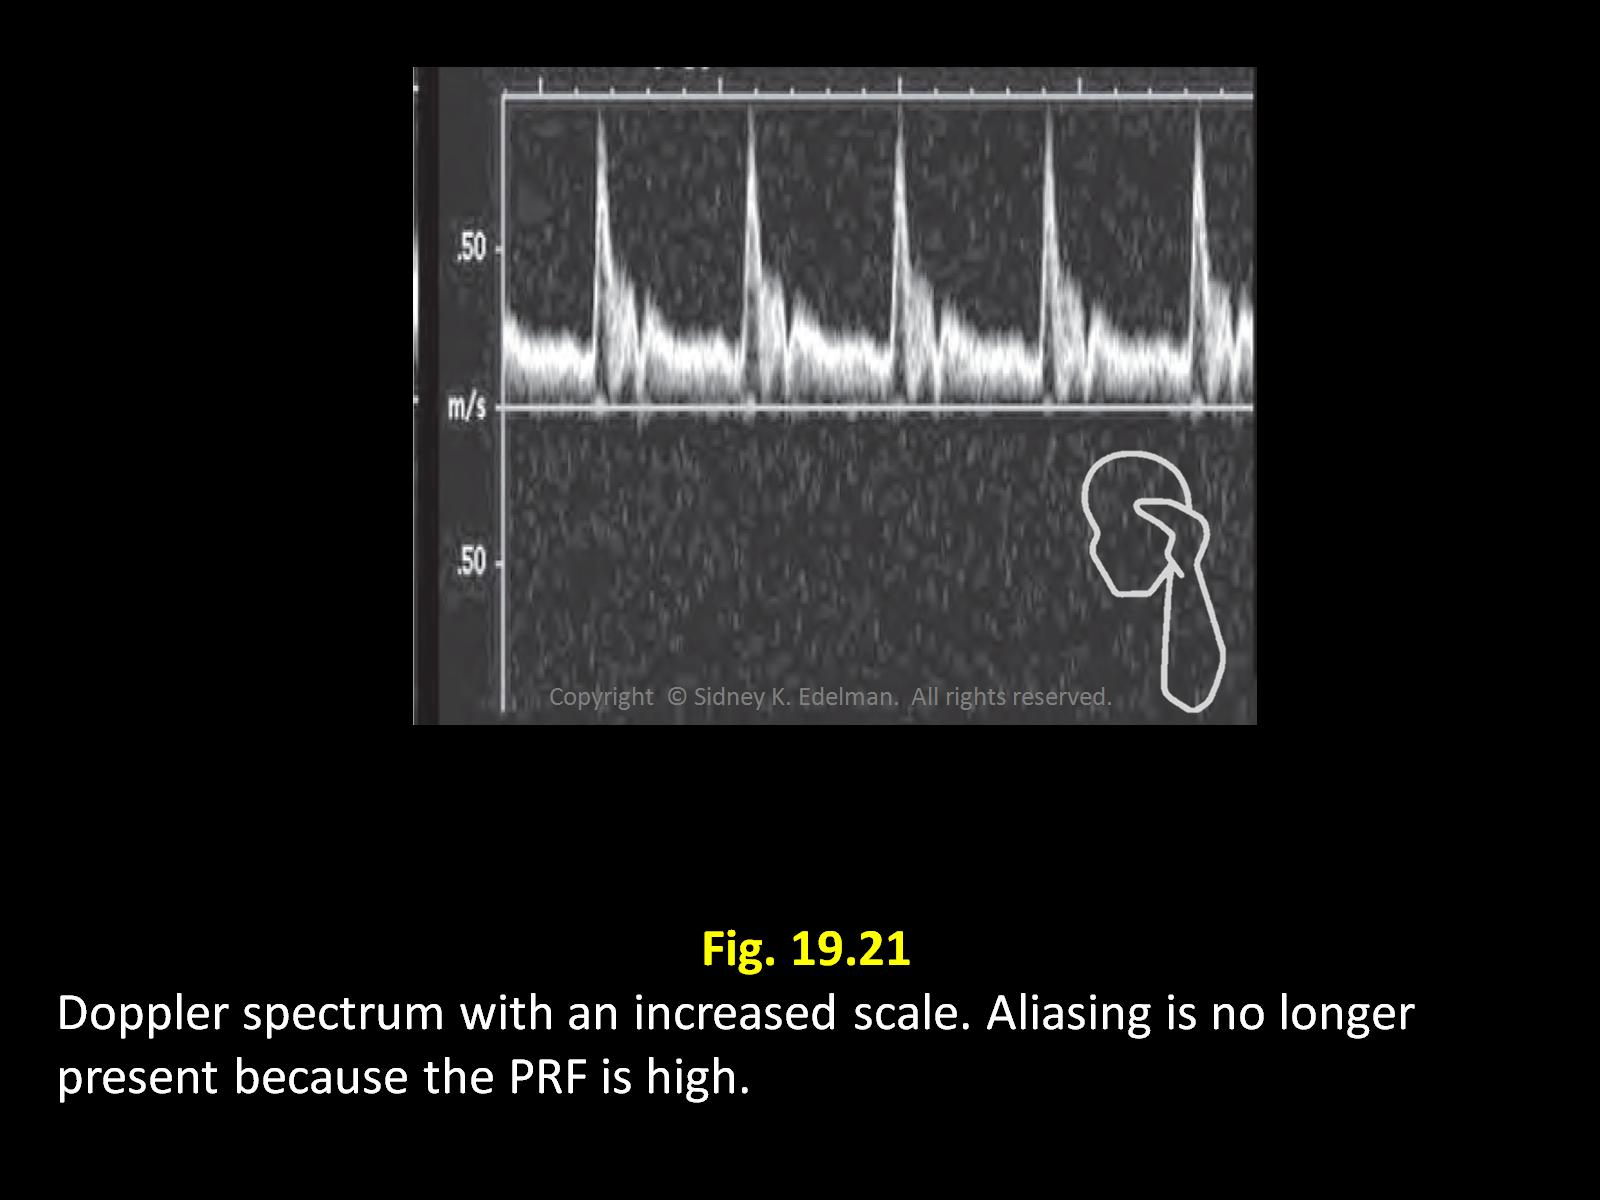 .50
m/s
.50
Copyright © Sidney K. Edelman. All rights reserved.
Fig. 19.21
Doppler spectrum with an increased scale. Aliasing is no longer
present because the PRF is high.